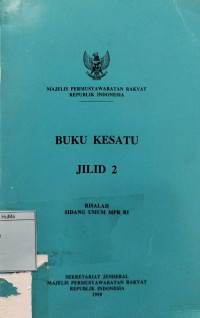 MAJELIS PERMUSYAWARATAN RAKYAT
REPUBLIK INDONESIA
BUKU KESATU
JILID 2
RISALAH
SIDANG UMUM MPR RI
HuMa
SEKRETARIAT JENDERAL
MAJELIS PERMUSYAWARATAN RAKYAT
REPUBLIK INDONESIA